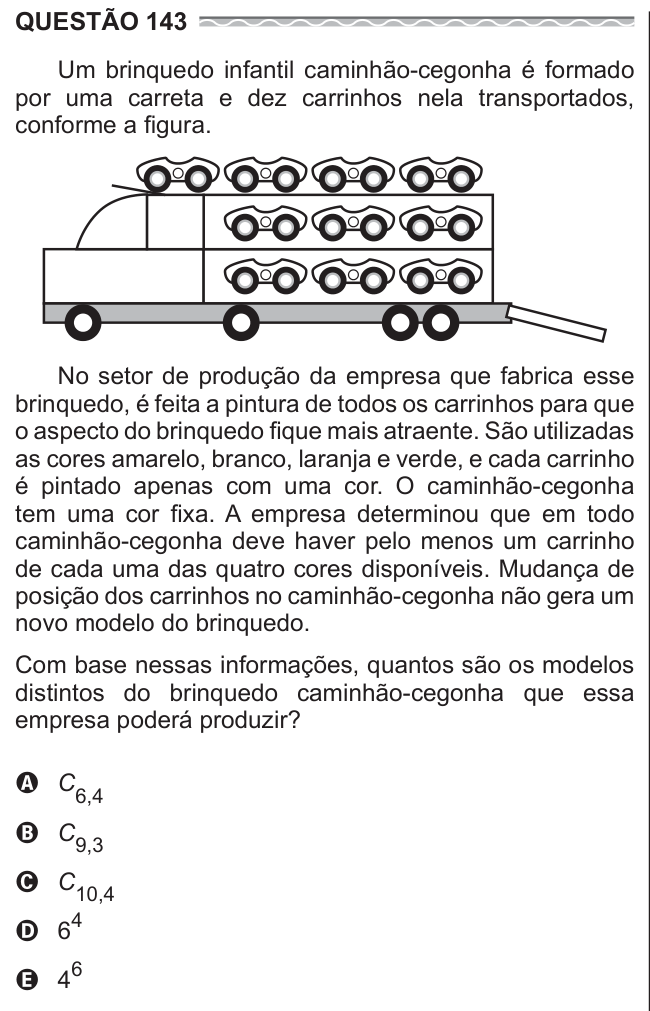 QUESTÃO 143
Um brinquedo infantil caminhão-cegonha é formado
por uma carreta e dez carrinhos nela transportados,
conforme a figura.
No setor de produção da empresa que fabrica esse
brinquedo, é feita a pintura de todos os carrinhos para que
o aspecto do brinquedo fique mais atraente. São utilizadas
as cores amarelo, branco, laranja e verde, e cada carrinho
é pintado apenas com uma cor. O caminhão-cegonha
tem uma cor fixa. A empresa determinou que em todo
caminhão-cegonha deve haver pelo menos um carrinho
de cada uma das quatro cores disponíveis. Mudança de
posição dos carrinhos no caminhão-cegonha não gera um
novo modelo do brinquedo.
Com base nessas informações, quantos são os modelos
distintos do brinquedo caminhão-cegonha que essa
empresa poderá produzir?
A C₆,₄
B C₉,₃
C C₁₀,₄
D 6⁴
E 4⁶